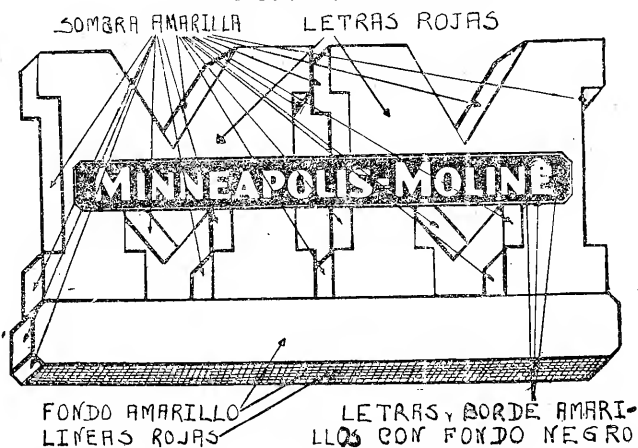 SOMBRA AMARILLA LETRAS ROJAS
MINNEAPOLIS-MOLINE
FONDO AMARILLO
LINEAS ROJAS
LETRAS Y BORDE AMARI-
LLOS CON FONDO NEGRO